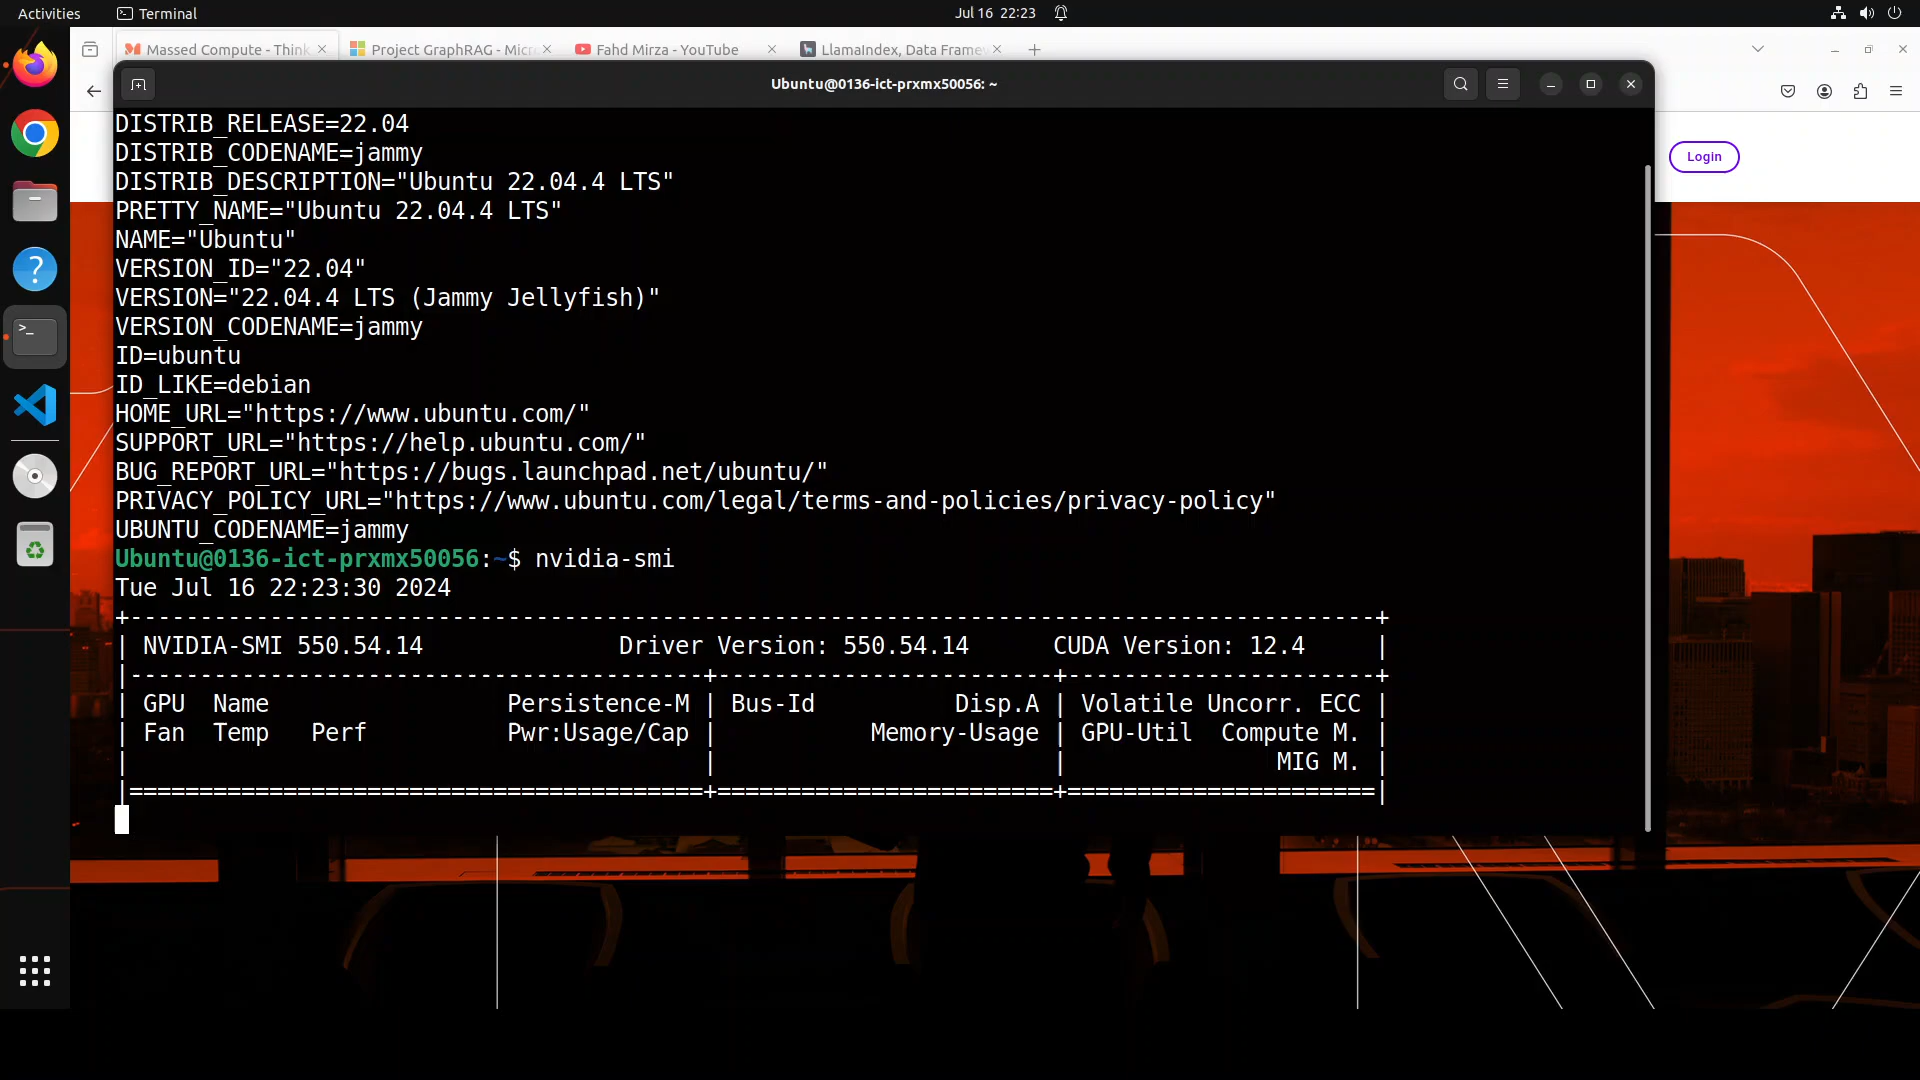 Activities
Terminal
Jul 16 22:23
Massed Compute - Think
Project GraphRAG - Micr
Fahd Mirza - YouTube
LlamaIndex, Data Frame
Ubuntu@0136-ict-prxmx50056: ~
Login
DISTRIB_RELEASE=22.04
DISTRIB_CODENAME=jammy
DISTRIB_DESCRIPTION="Ubuntu 22.04.4 LTS"
PRETTY_NAME="Ubuntu 22.04.4 LTS"
NAME="Ubuntu"
VERSION_ID="22.04"
VERSION="22.04.4 LTS (Jammy Jellyfish)"
VERSION_CODENAME=jammy
ID=ubuntu
ID_LIKE=debian
HOME_URL="https://www.ubuntu.com/"
SUPPORT_URL="https://help.ubuntu.com/"
BUG_REPORT_URL="https://bugs.launchpad.net/ubuntu/"
PRIVACY_POLICY_URL="https://www.ubuntu.com/legal/terms-and-policies/privacy-policy"
UBUNTU_CODENAME=jammy
Ubuntu@0136-ict-prxmx50056:~$ nvidia-smi
Tue Jul 16 22:23:30 2024
+-----------------------------------------------------------------------------------------+
| NVIDIA-SMI 550.54.14              Driver Version: 550.54.14      CUDA Version: 12.4     |
|-----------------------------------------+------------------------+----------------------+
| GPU  Name                 Persistence-M | Bus-Id          Disp.A | Volatile Uncorr. ECC |
| Fan  Temp   Perf          Pwr:Usage/Cap |           Memory-Usage | GPU-Util  Compute M. |
|                                         |                        |               MIG M. |
|=========================================+========================+======================|